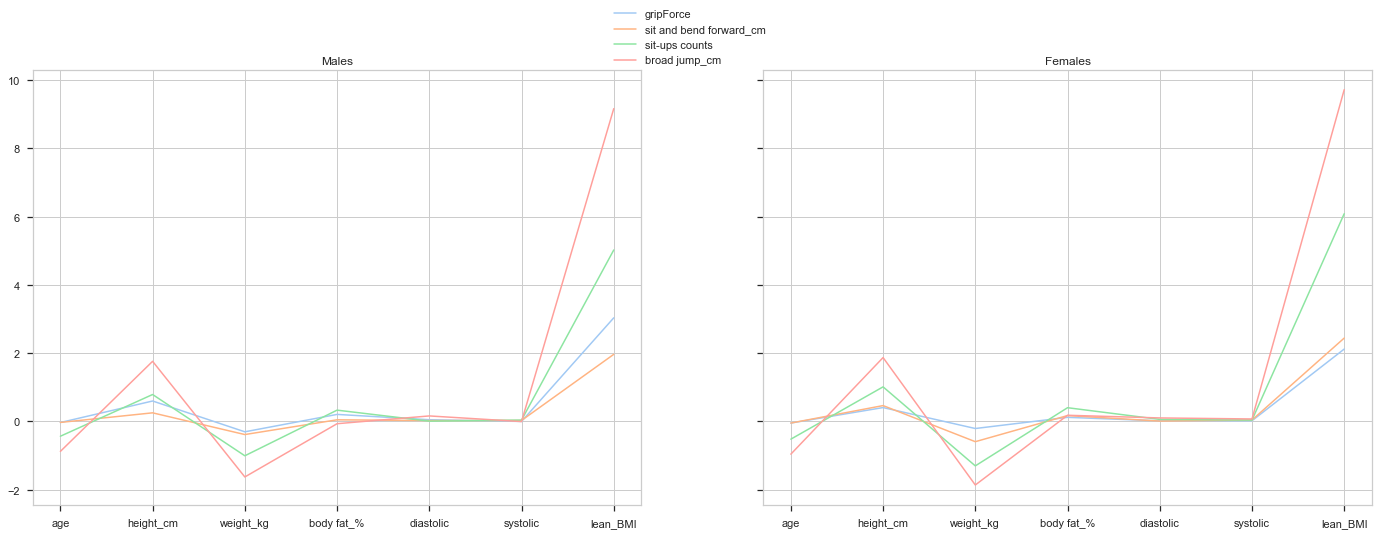 gripForce
sit and bend forward_cm
sit-ups counts
broad jump_cm
Males
Females
10
8
6
4
2
0
−2
age height_cm weight_kg body fat_% diastolic systolic lean_BMI
age height_cm weight_kg body fat_% diastolic systolic lean_BMI